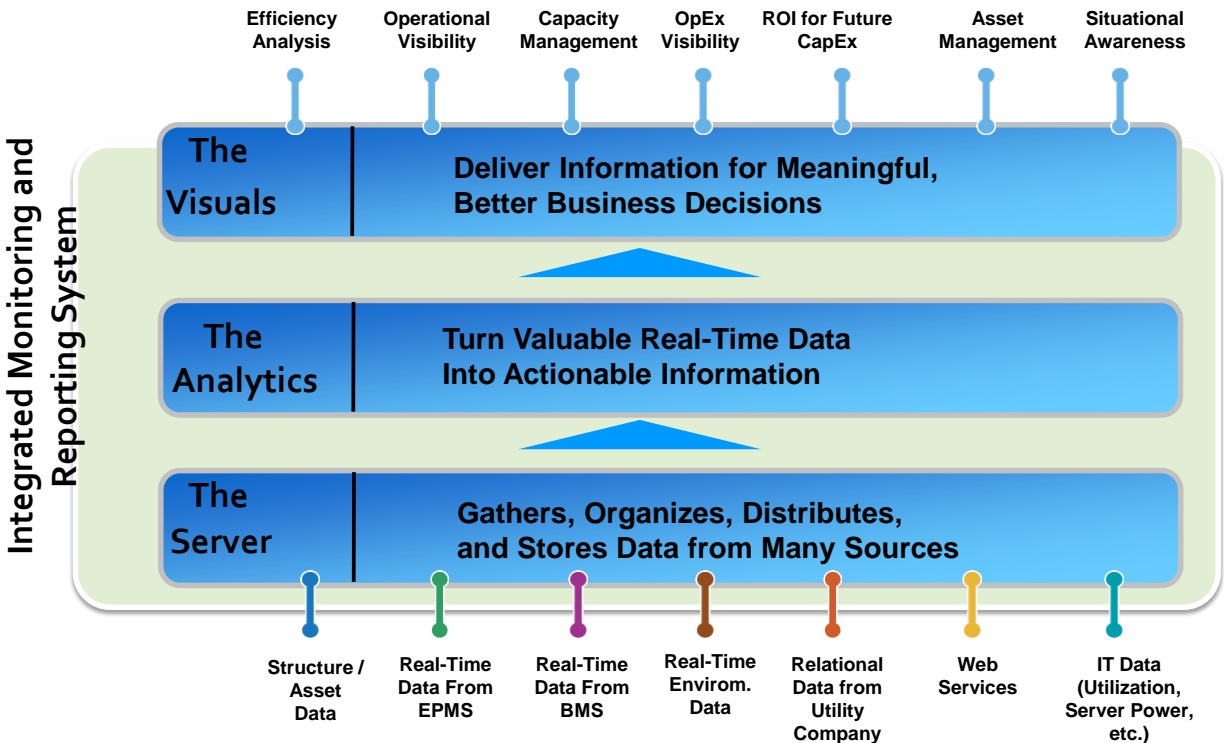 Efficiency
Analysis
Operational
Visibility
Capacity
Management
OpEx
Visibility
ROI for Future
CapEx
Asset
Management
Situational
Awareness
Integrated Monitoring and
Reporting System
The
Visuals
Deliver Information for Meaningful,
Better Business Decisions
The
Analytics
Turn Valuable Real-Time Data
Into Actionable Information
The
Server
Gathers, Organizes, Distributes,
and Stores Data from Many Sources
Structure /
Asset
Data
Real-Time
Data From
EPMS
Real-Time
Data From
BMS
Real-Time
Envirom.
Data
Relational
Data from
Utility
Company
Web
Services
IT Data
(Utilization,
Server Power,
etc.)